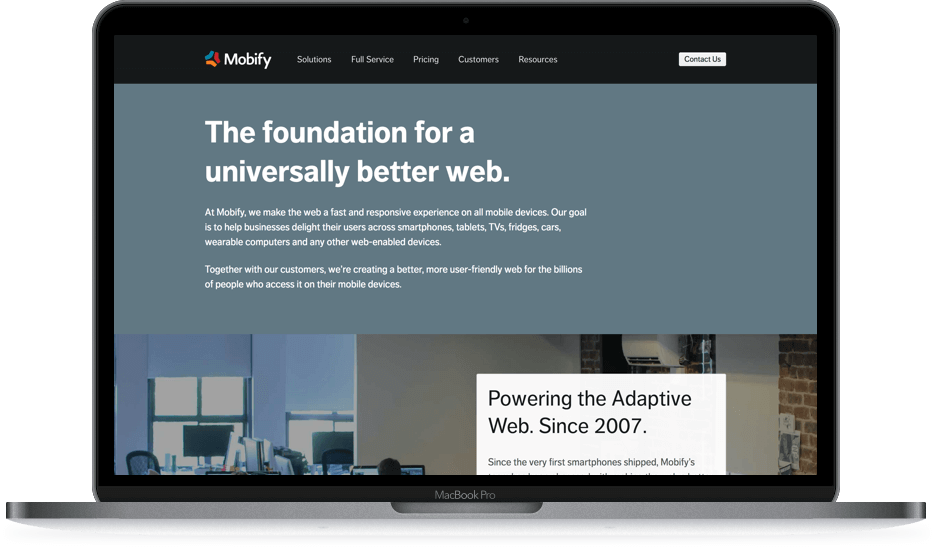 Mobify
Solutions
Full Service
Pricing
Customers
Resources
Contact Us
The foundation for a
universally better web.
At Mobify, we make the web a fast and responsive experience on all mobile devices. Our goal
is to help businesses delight their users across smartphones, tablets, TVs, fridges, cars,
wearable computers and any other web-enabled devices.
Together with our customers, we're creating a better, more user-friendly web for the billions
of people who access it on their mobile devices.
Powering the Adaptive
Web. Since 2007.
Since the very first smartphones shipped, Mobify's
MacBook Pro